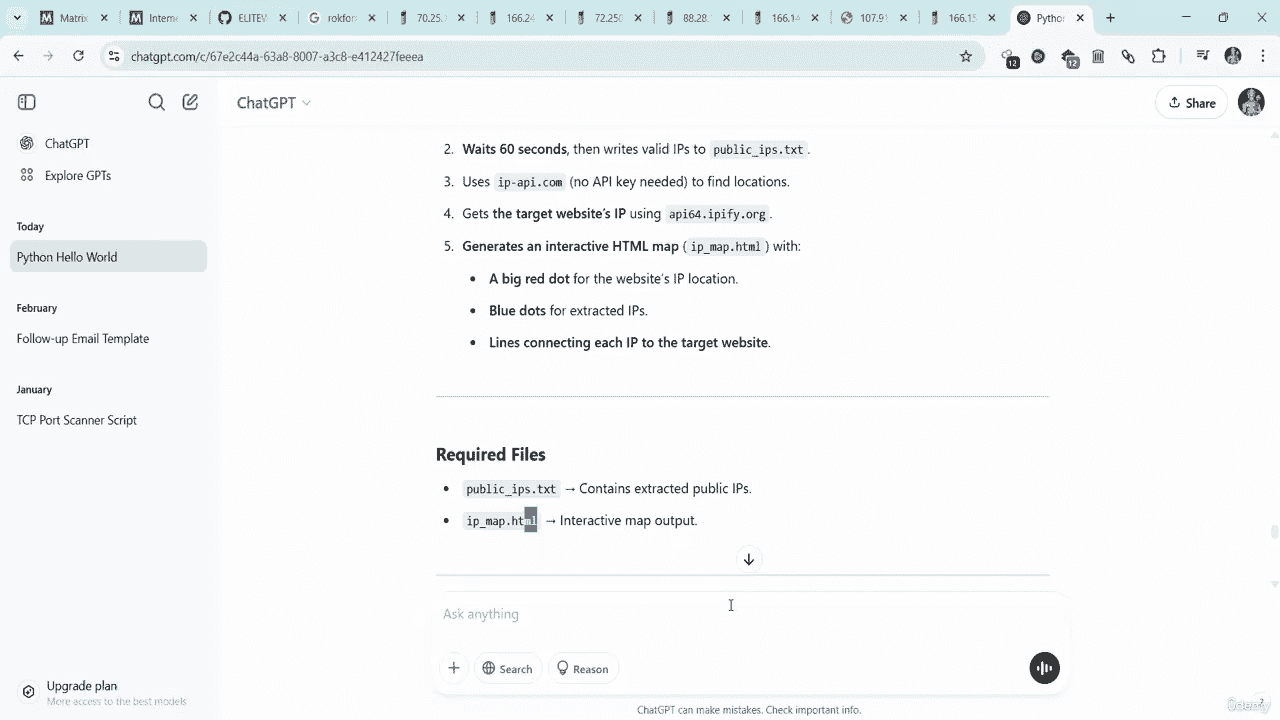 Matrix
Interne
ELITEW
rokfor
70.25.
166.24
72.250
88.28.
166.14
107.91
166.15
Python
chatgpt.com/c/67e2c44a-63a8-8007-a3c8-e412427feeea
12
12
ChatGPT
Share
ChatGPT
Explore GPTs
Today
Python Hello World
February
Follow-up Email Template
January
TCP Port Scanner Script
Upgrade plan
More access to the best models
2. Waits 60 seconds, then writes valid IPs to public_ips.txt.
3. Uses ip-api.com (no API key needed) to find locations.
4. Gets the target website's IP using api64.ipify.org.
5. Generates an interactive HTML map (ip_map.html) with:
• A big red dot for the website's IP location.
• Blue dots for extracted IPs.
• Lines connecting each IP to the target website.
Required Files
• public_ips.txt → Contains extracted public IPs.
• ip_map.html → Interactive map output.
Ask anything
Search
Reason
ChatGPT can make mistakes. Check important info.
Udemy